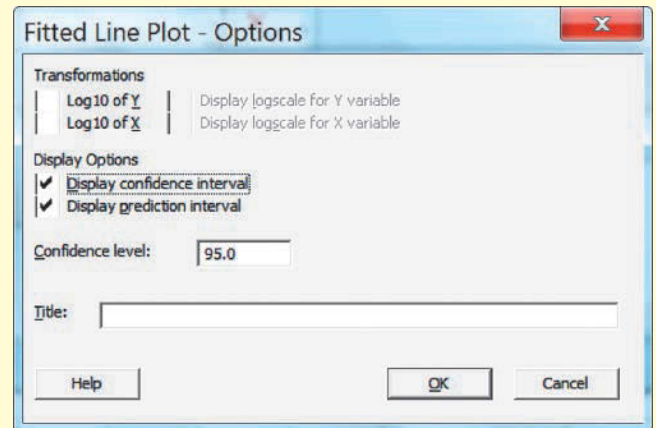 Fitted Line Plot - Options
X
Transformations
Log10 of Y Display logscale for Y variable
Log10 of X Display logscale for X variable
Display Options
Display confidence interval
Display prediction interval
Confidence level: 95.0
Title:
Help OK Cancel